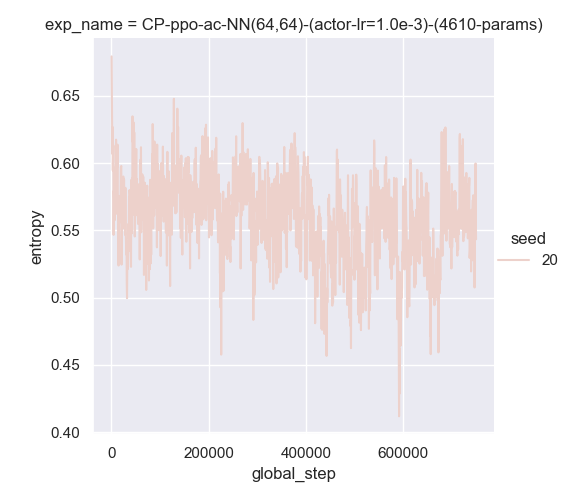 exp_name = CP-ppo-ac-NN(64,64)-(actor-lr=1.0e-3)-(4610-params)
0.65
0.60
0.55
0.50
0.45
0.40
entropy
0 200000 400000 600000
global_step
seed
20